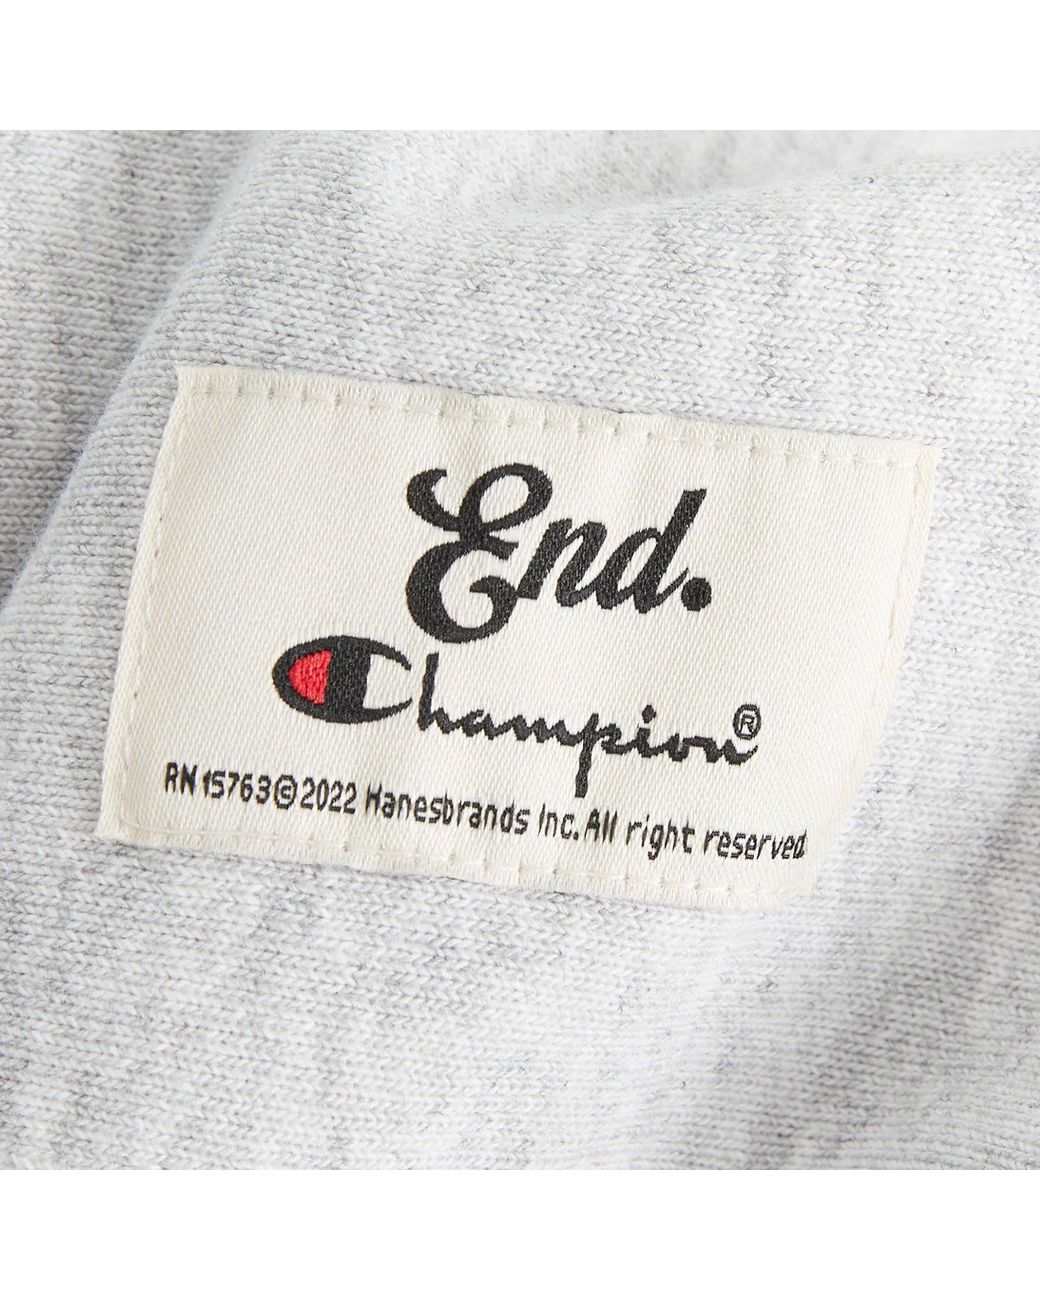 End.
Champion®
RN 15763©2022 Hanesbrands Inc. All right reserved